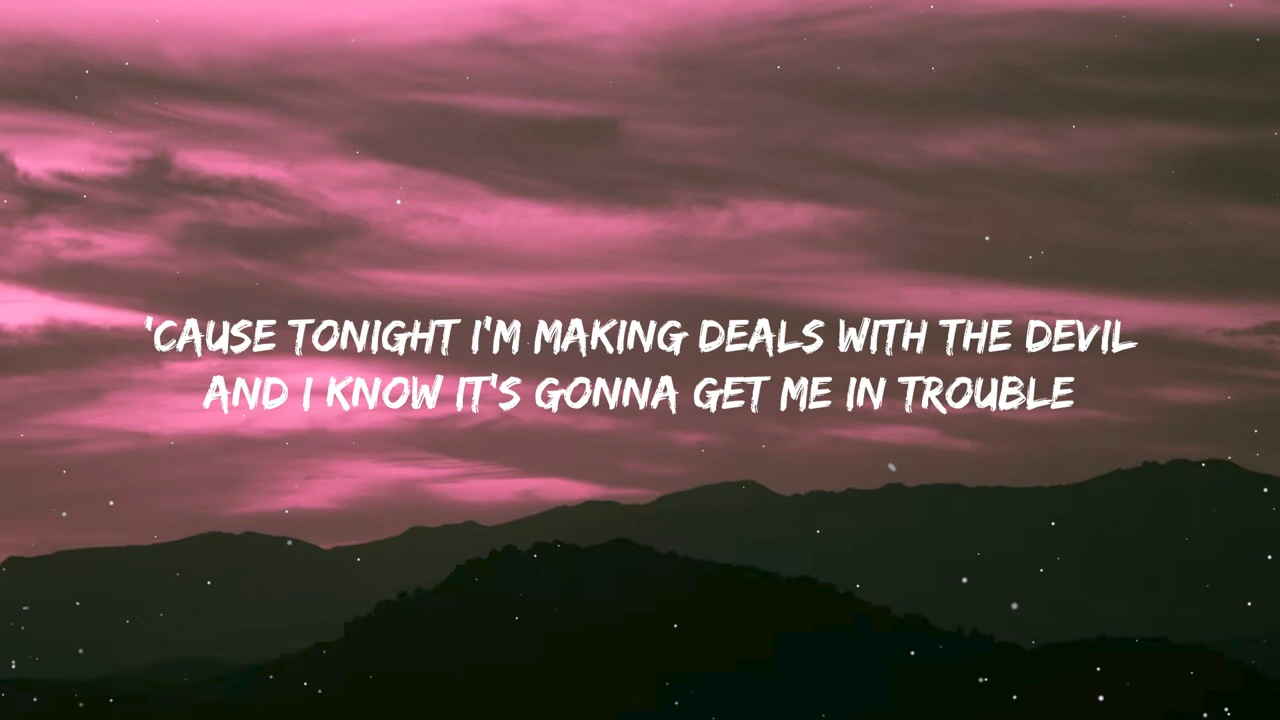 'CAUSE TONIGHT I'M MAKING DEALS WITH THE DEVIL
AND I KNOW IT'S GONNA GET ME IN TROUBLE